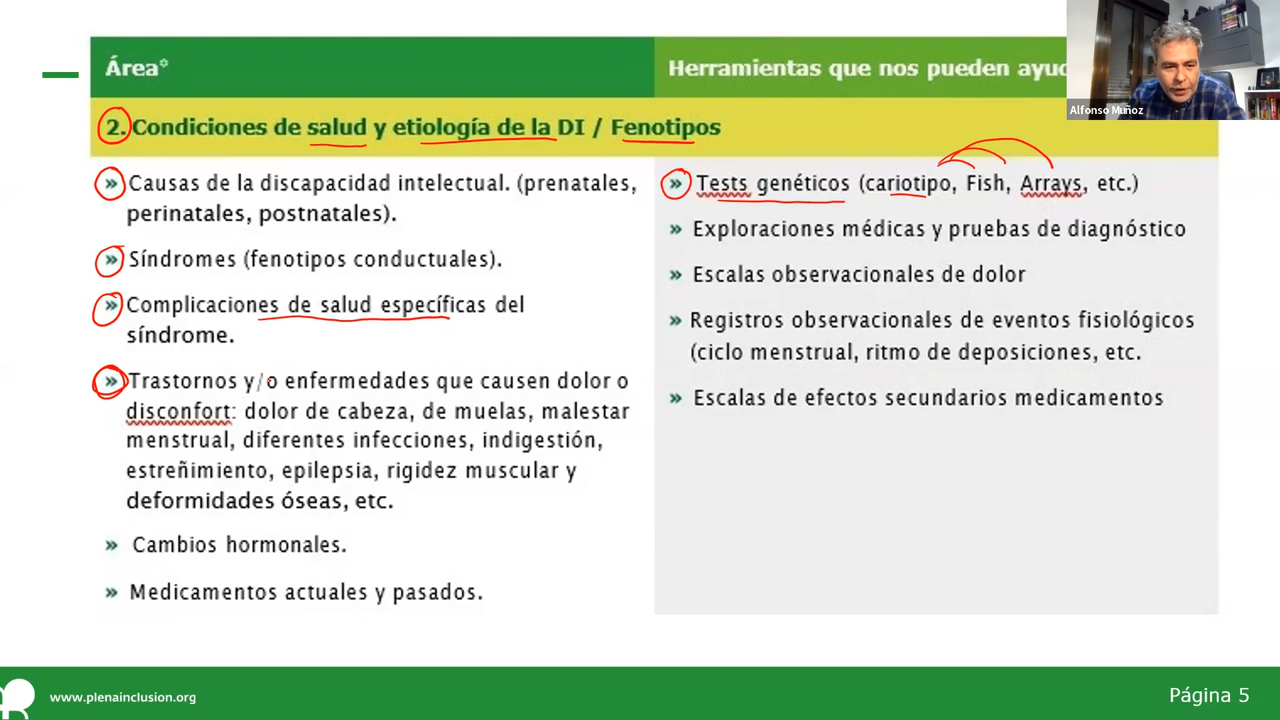 Área*
Herramientas que nos pueden ayuc
Alfonso Muñoz
2. Condiciones de salud y etiología de la DI / Fenotipos
» Causas de la discapacidad intelectual. (prenatales,
perinatales, postnatales).
» Síndromes (fenotipos conductuales).
» Complicaciones de salud específicas del
síndrome.
» Trastornos y/o enfermedades que causen dolor o
disconfort: dolor de cabeza, de muelas, malestar
menstrual, diferentes infecciones, indigestión,
estreñimiento, epilepsia, rigidez muscular y
deformidades óseas, etc.
» Cambios hormonales.
» Medicamentos actuales y pasados.
» Tests genéticos (cariotipo, Fish, Arrays, etc.)
» Exploraciones médicas y pruebas de diagnóstico
» Escalas observacionales de dolor
» Registros observacionales de eventos fisiológicos
(ciclo menstrual, ritmo de deposiciones, etc.
» Escalas de efectos secundarios medicamentos
www.plenainclusion.org
Página 5